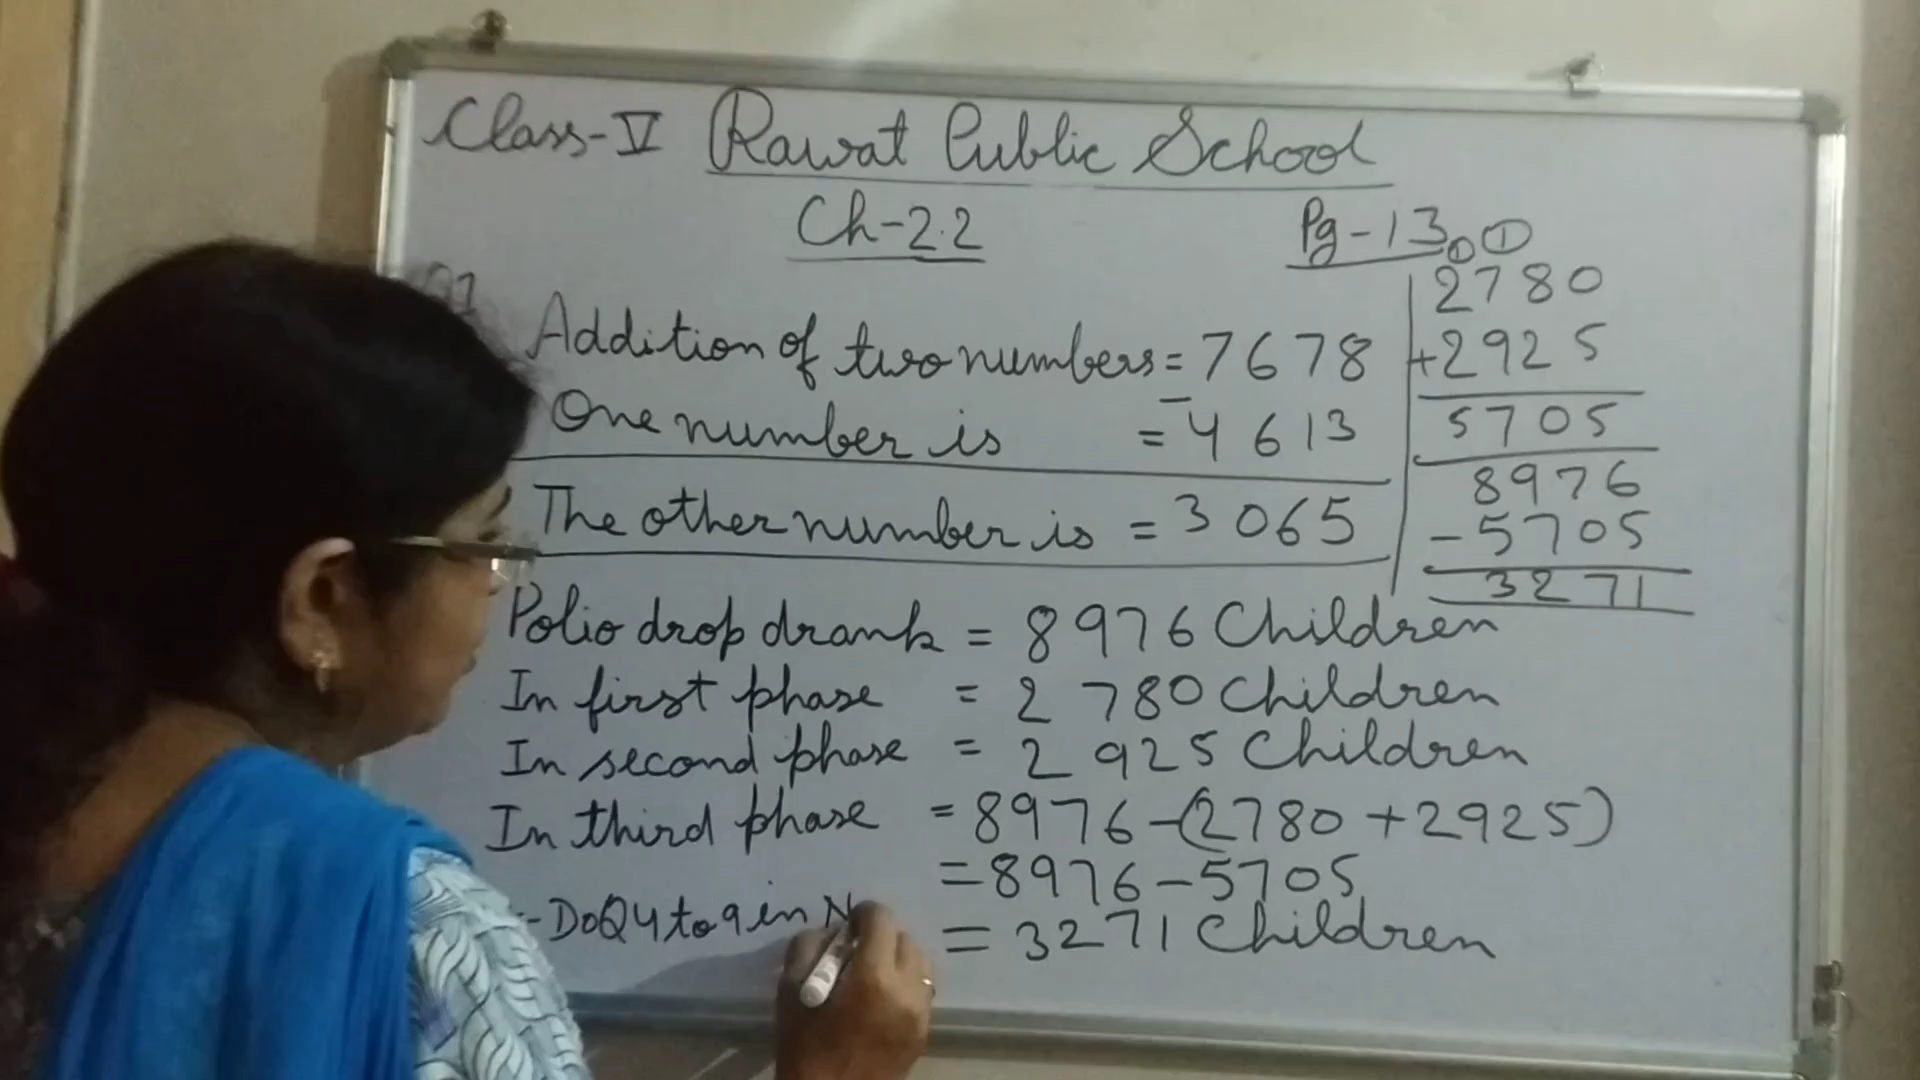 Class-V Rawat Public School
Ch-2.2 Pg-13
Addition of two numbers = 7678
One number is = - 4613
The other number is = 3065
① ①
2780
+2925
5705
8976
-5705
3271
Polio drop drank = 8976 Children
In first phase = 2780 Children
In second phase = 2925 Children
In third phase = 8976-(2780+2925)
=8976-5705
= 3271 Children
-Do Q4 to 9 in N